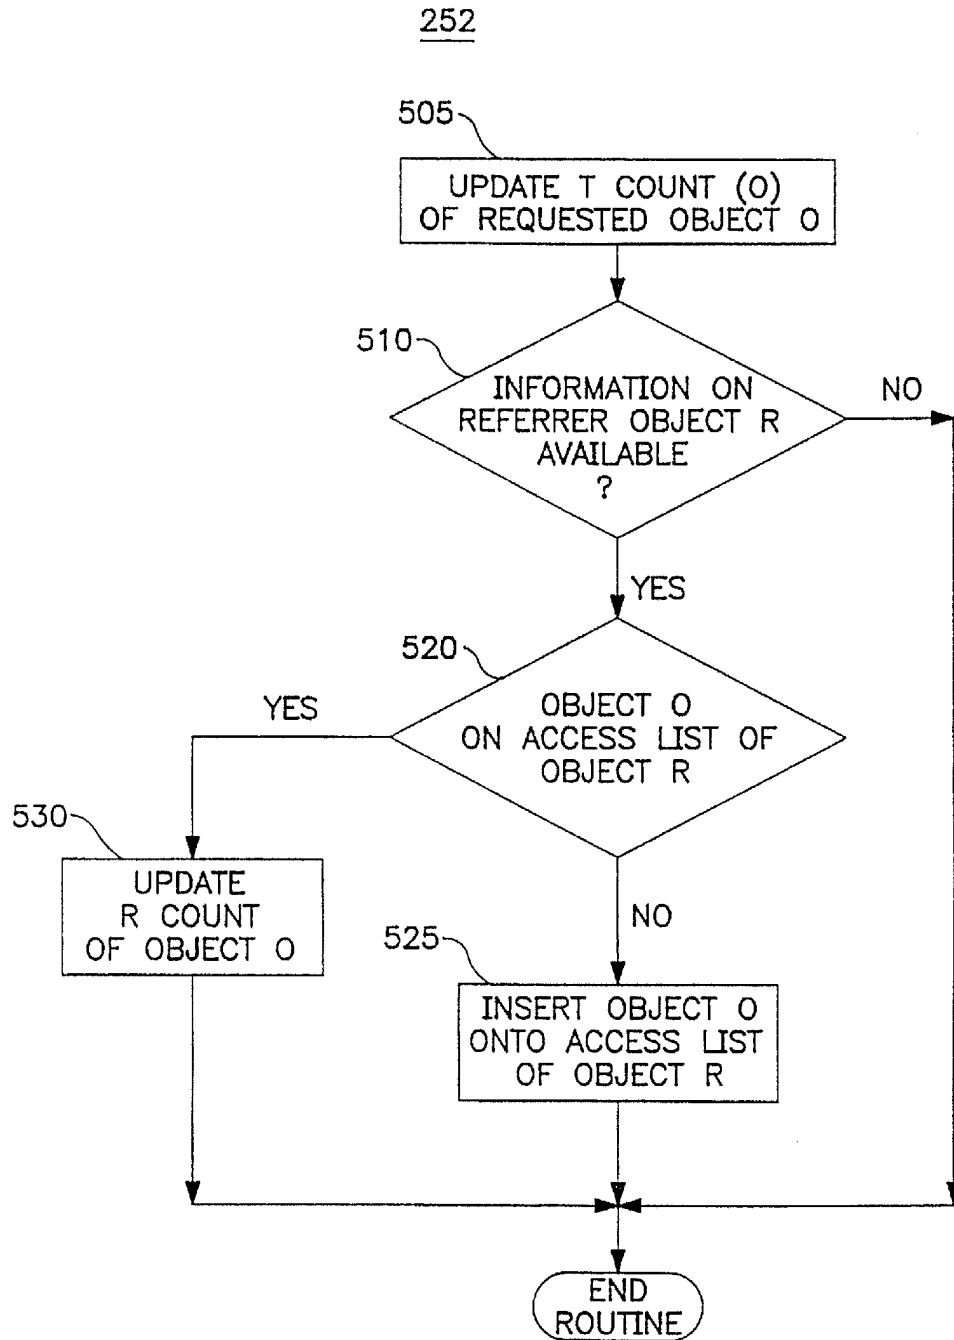 252
505
UPDATE T COUNT (O)
OF REQUESTED OBJECT O
510
INFORMATION ON
REFERRER OBJECT R
AVAILABLE
?
NO
YES
520
OBJECT O
ON ACCESS LIST OF
OBJECT R
YES
530
UPDATE
R COUNT
OF OBJECT O
NO
525
INSERT OBJECT O
ONTO ACCESS LIST
OF OBJECT R
END
ROUTINE